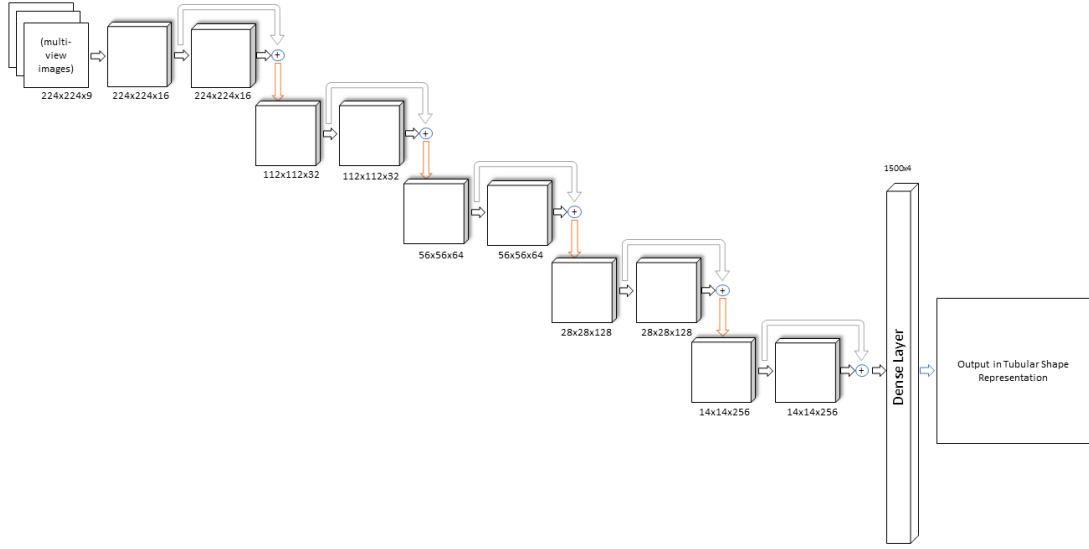 (multi-
view
images)
224x224x9
224x224x16
224x224x16
+
112x112x32
112x112x32
+
56x56x64
56x56x64
+
28x28x128
28x28x128
+
14x14x256
14x14x256
+
1500x4
Dense Layer
Output in Tubular Shape
Representation